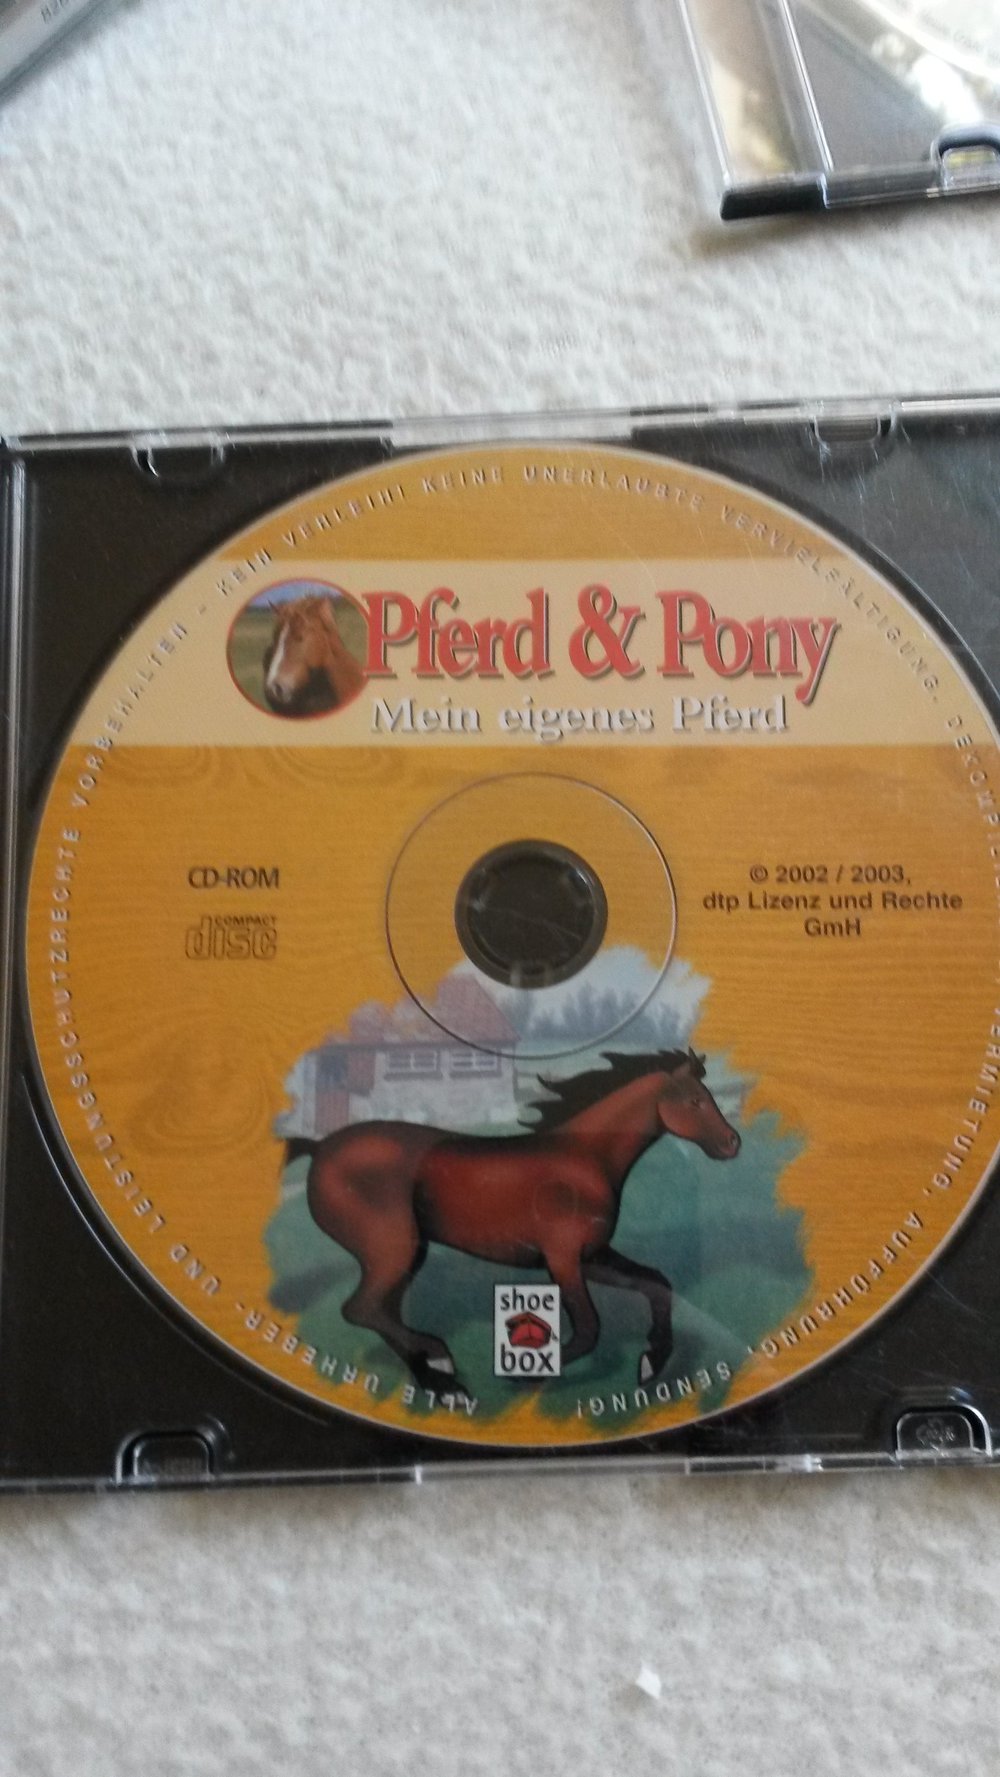 Pferd & Pony
Mein eigenes Pferd
CD-ROM
COMPACT
disc
© 2002 / 2003,
dtp Lizenz und Rechte
GmH
shoe
box
ALLE URHEBER- UND LEISTUNGSSCHUTZRECHTE VORBEHALTEN - KEIN VERLEIH! KEINE UNERLAUBTE VERVIELFÄLTIGUNG, VERMIETUNG, AUFFÜHRUNG, SENDUNG!